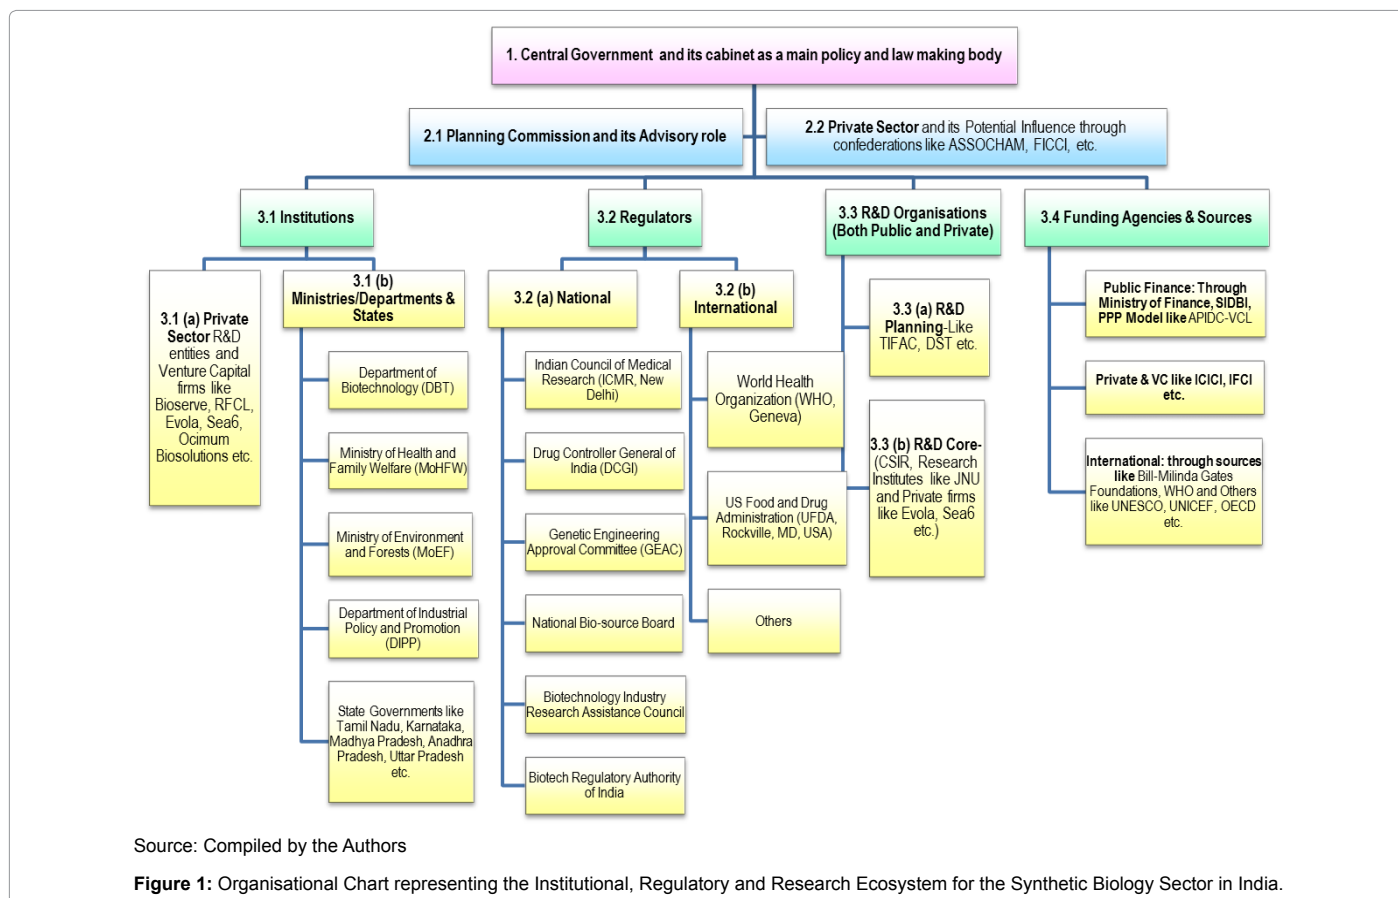 1. Central Government and its cabinet as a main policy and law making body
2.1 Planning Commission and its Advisory role
2.2 Private Sector and its Potential Influence through
confederations like ASSOCHAM, FICCI, etc.
3.1 Institutions
3.2 Regulators
3.3 R&D Organisations
(Both Public and Private)
3.4 Funding Agencies & Sources
3.1 (a) Private
Sector R&D
entities and
Venture Capital
firms like
Bioserve, RFCL,
Evola, Sea6,
Ocimum
Biosolutions etc.
3.1 (b)
Ministries/Departments &
States
Department of
Biotechnology (DBT)
Ministry of Health and
Family Welfare (MoHFW)
Ministry of Environment
and Forests (MoEF)
Department of Industrial
Policy and Promotion
(DIPP)
State Governments like
Tamil Nadu, Karnataka,
Madhya Pradesh, Anadhra
Pradesh, Uttar Pradesh
etc.
3.2 (a) National
Indian Council of Medical
Research (ICMR, New
Delhi)
Drug Controller General of
India (DCGI)
Genetic Engineering
Approval Committee (GEAC)
National Bio-source Board
Biotechnology Industry
Research Assistance Council
Biotech Regulatory Authority
of India
3.2 (b)
International
World Health
Organization (WHO,
Geneva)
US Food and Drug
Administration (UFDA,
Rockville, MD, USA)
Others
3.3 (a) R&D
Planning-Like
TIFAC, DST etc.
3.3 (b) R&D Core-
(CSIR, Research
Institutes like JNU
and Private firms
like Evola, Sea6
etc.)
Public Finance: Through
Ministry of Finance, SIDBI,
PPP Model like APIDC-VCL
Private & VC like ICICI, IFCI
etc.
International: through sources
like Bill-Milinda Gates
Foundations, WHO and Others
like UNESCO, UNICEF, OECD
etc.
Source: Compiled by the Authors
Figure 1: Organisational Chart representing the Institutional, Regulatory and Research Ecosystem for the Synthetic Biology Sector in India.